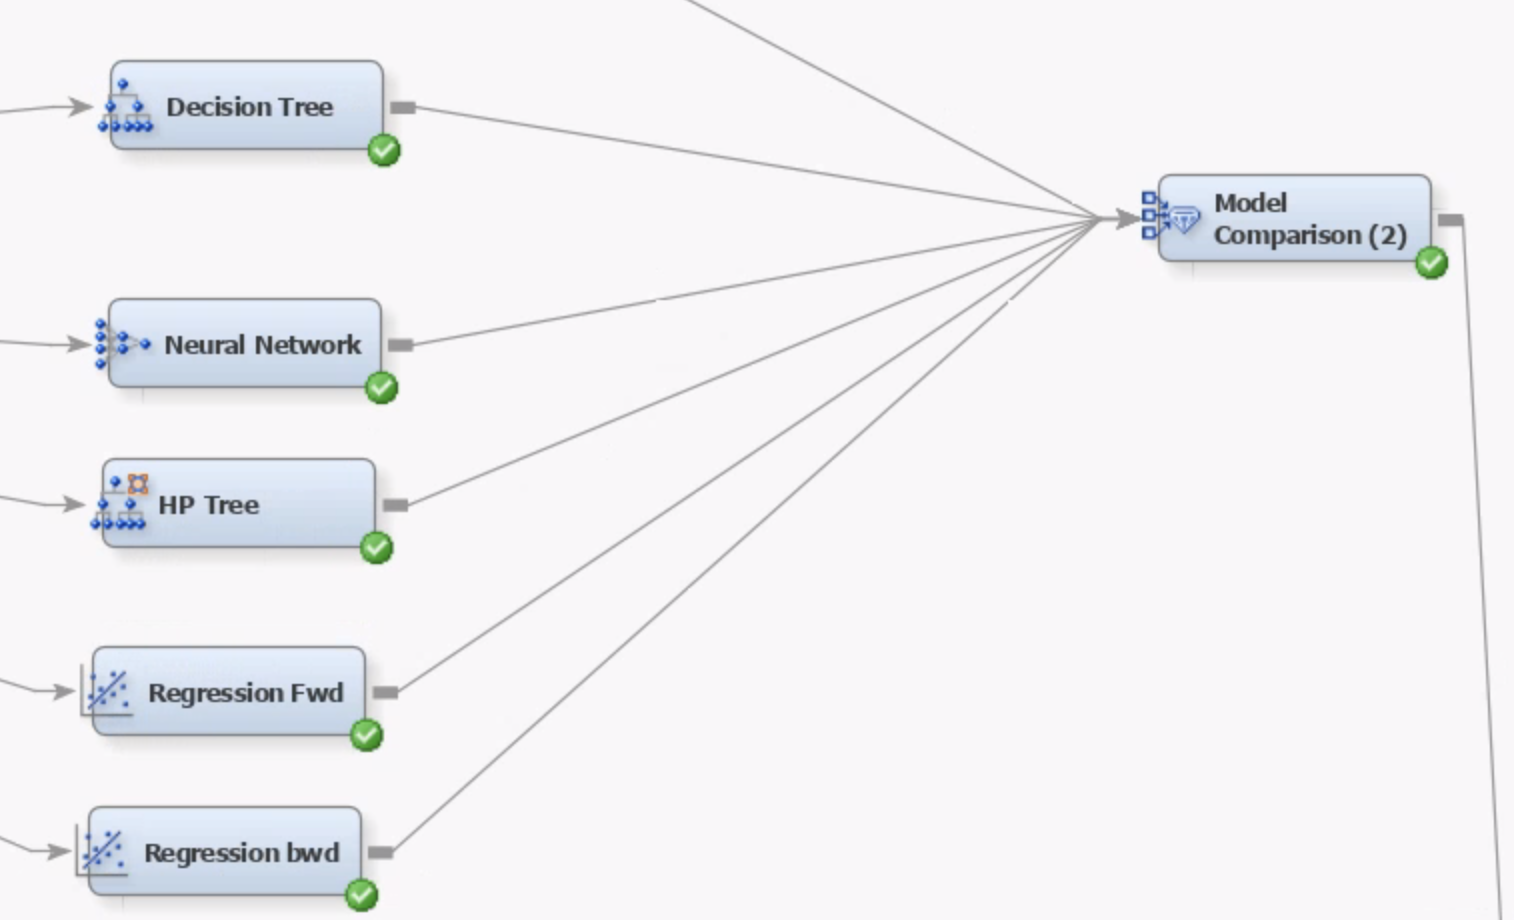 Decision Tree
Model
Comparison (2)
Neural Network
HP Tree
Regression Fwd
Regression bwd